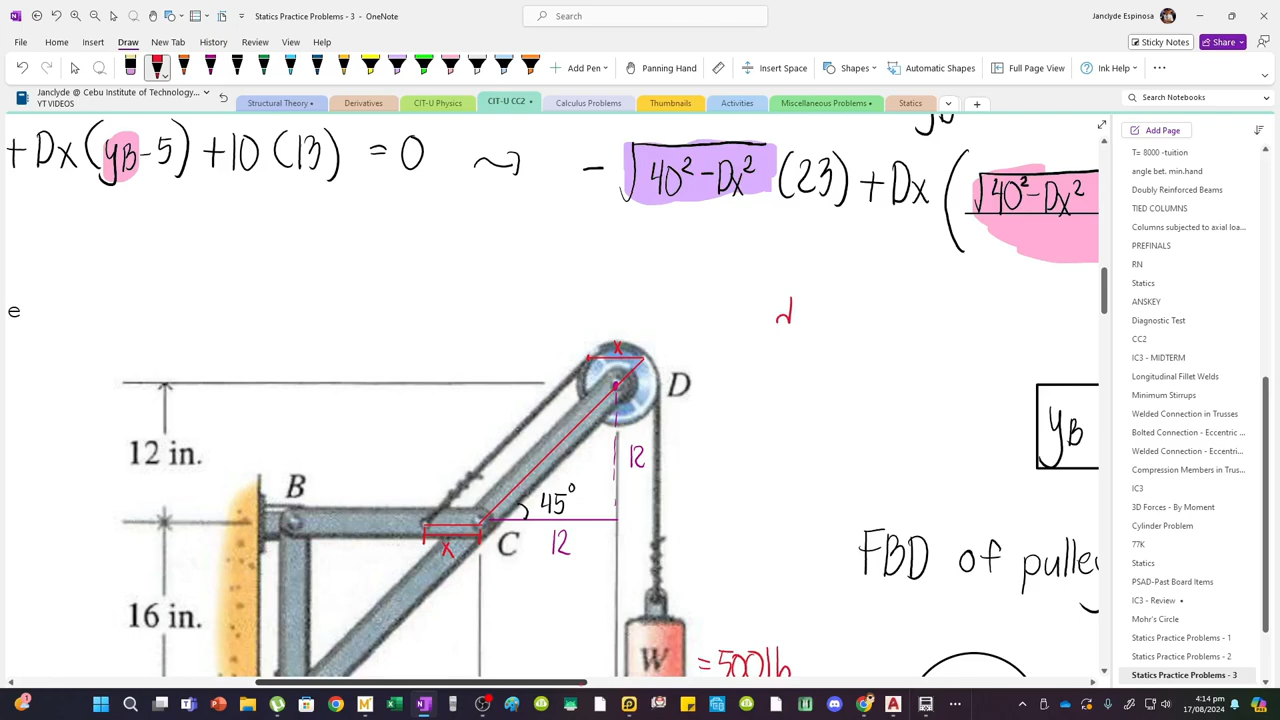 Statics Practice Problems - 3 - OneNote
Search
Janclyde Espinosa
File Home Insert Draw New Tab History Review View Help
Sticky Notes
Share
Add Pen
Panning Hand
Insert Space
Shapes
Automatic Shapes
Full Page View
Ink Help
Janclyde @ Cebu Institute of Technology...
YT VIDEOS
Structural Theory
Derivatives
CIT-U Physics
CIT-U CC2
Calculus Problems
Thumbnails
Activities
Miscellaneous Problems
Statics
Search Notebooks
+ Dx (yB - 5) + 10 (13) = 0 ⤳ - √40² - Dx² (23) + Dx ( √40² - Dx²
e
d
x
D
12 in.
12
B
45°
x
C
12
yB
FBD of pulle
16 in.
W
= 500 lb
Add Page
T= 8000 -tuition
angle bet. min.hand
Doubly Reinforced Beams
TIED COLUMNS
Columns subjected to axial loa...
PREFINALS
RN
Statics
ANSKEY
Diagnostic Test
CC2
IC3 - MIDTERM
Longitudinal Fillet Welds
Minimum Stirrups
Welded Connection in Trusses
Bolted Connection - Eccentric ...
Welded Connection - Eccentri...
Compression Members in Trus...
IC3
3D Forces - By Moment
Cylinder Problem
77K
Statics
PSAD-Past Board Items
IC3 - Review
Mohr's Circle
Statics Practice Problems - 1
Statics Practice Problems - 2
Statics Practice Problems - 3
4:14 pm
17/08/2024